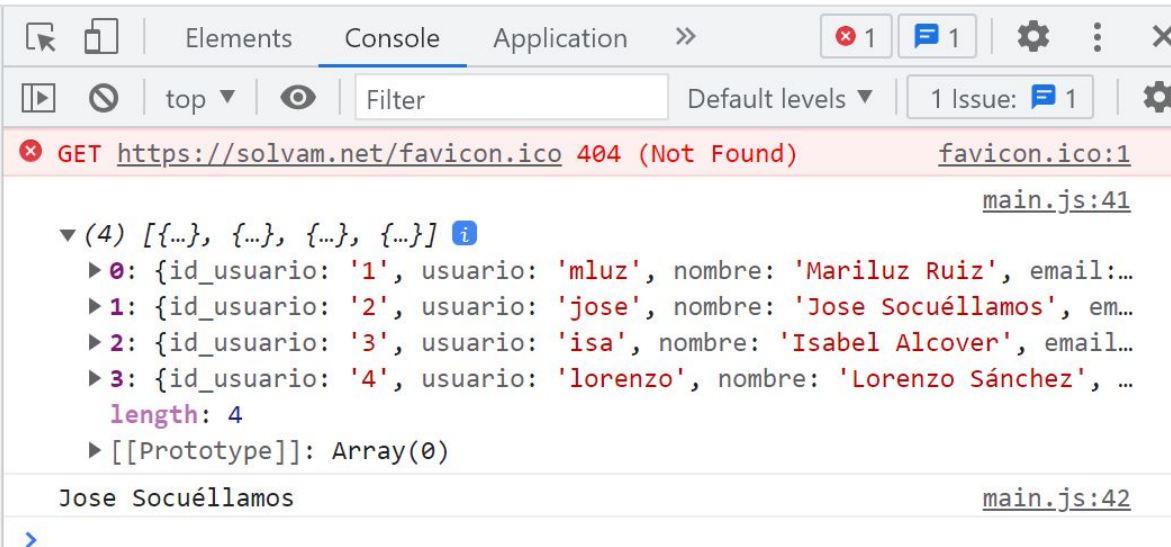 Elements Console Application 1 1
top Filter Default levels 1 Issue: 1
GET https://solvam.net/favicon.ico 404 (Not Found) favicon.ico:1
main.js:41
(4) [{…}, {…}, {…}, {…}] i
0: {id_usuario: '1', usuario: 'mluz', nombre: 'Mariluz Ruiz', email:…
1: {id_usuario: '2', usuario: 'jose', nombre: 'Jose Socuéllamos', em…
2: {id_usuario: '3', usuario: 'isa', nombre: 'Isabel Alcover', email…
3: {id_usuario: '4', usuario: 'lorenzo', nombre: 'Lorenzo Sánchez', …
length: 4
[[Prototype]]: Array(0)
Jose Socuéllamos main.js:42